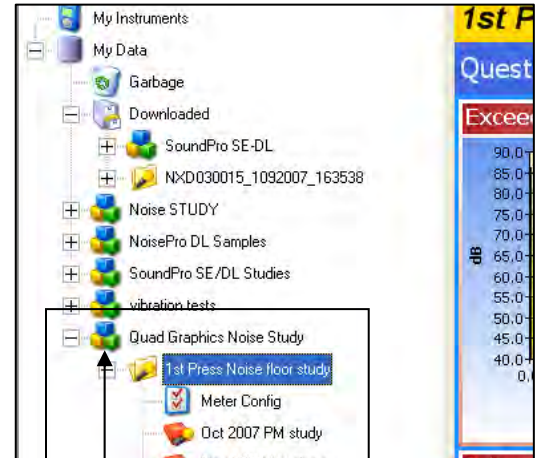 My Instruments
My Data
Garbage
Downloaded
SoundPro SE-DL
NXD030015_1092007_163538
Noise STUDY
NoisePro DL Samples
SoundPro SE/DL Studies
vibration tests
Quad Graphics Noise Study
1st Press Noise floor study
Meter Config
Oct 2007 PM study
1st P
Quest
Excee
90.0
85.0
80.0
75.0
70.0
65.0
60.0
55.0
50.0
45.0
40.0
0.
dB